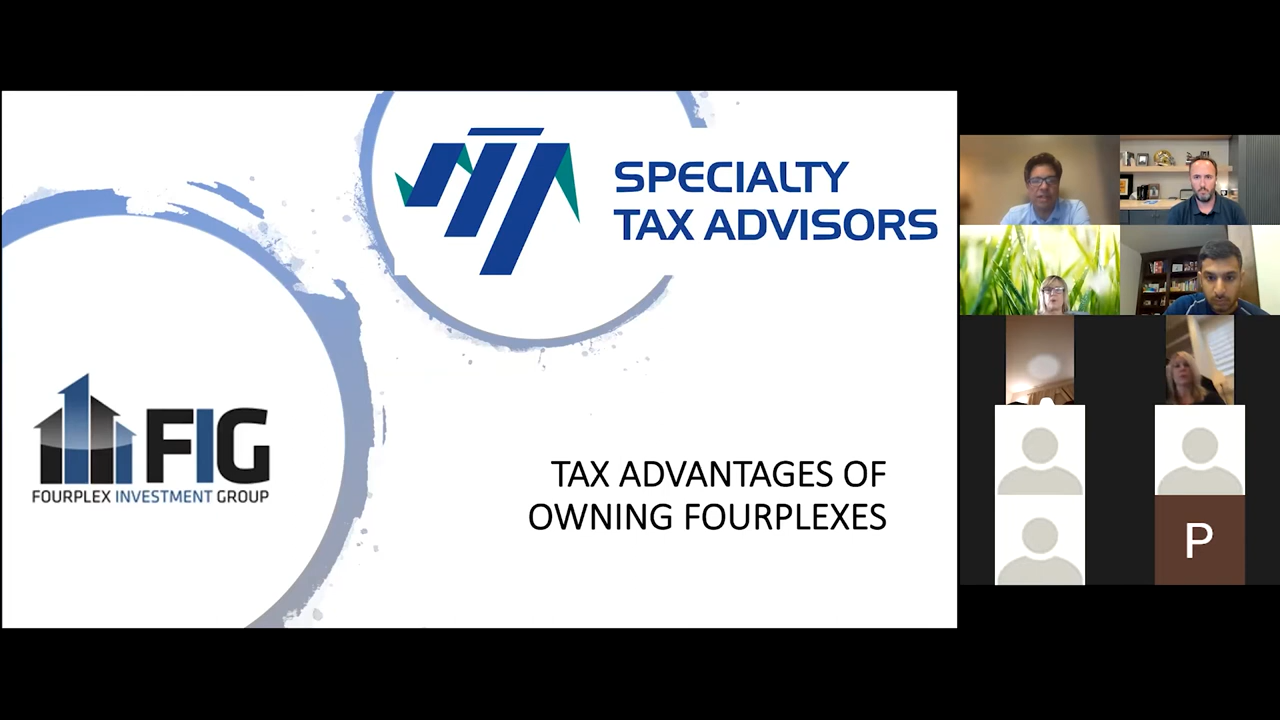 SPECIALTY
TAX ADVISORS
FIG
FOURPLEX INVESTMENT GROUP
TAX ADVANTAGES OF
OWNING FOURPLEXES
P